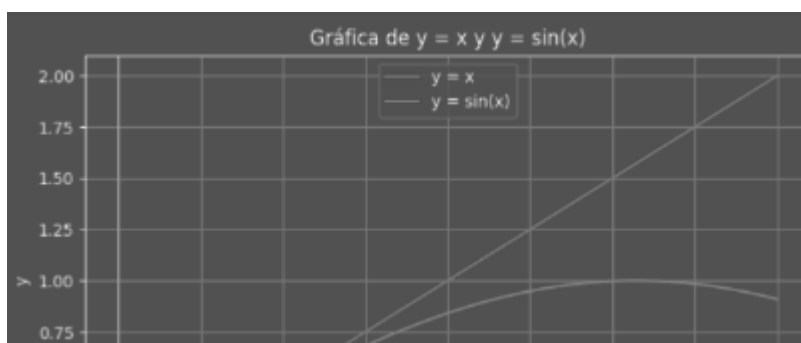 Gráfica de y = x y y = sin(x)
y = x
y = sin(x)
2.00
1.75
1.50
1.25
1.00
0.75
y